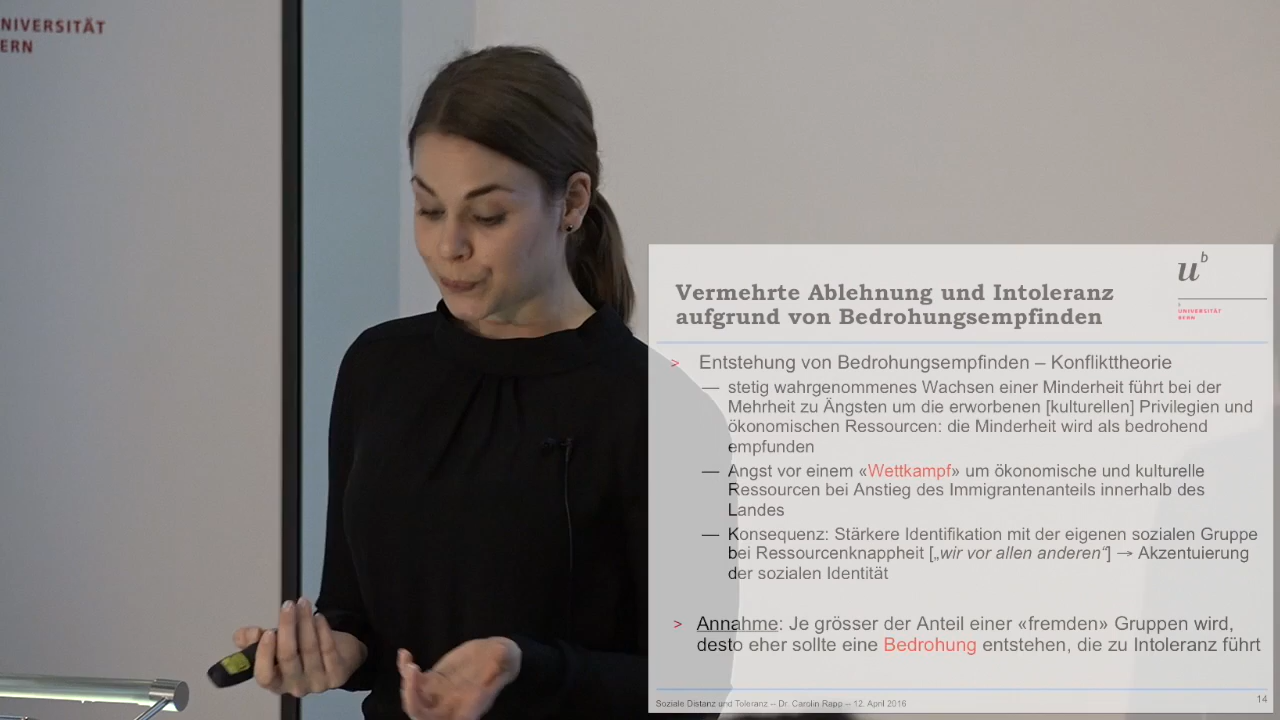 NIVERSITÄT
ERN
u^b
UNIVERSITÄT
BERN
Vermehrte Ablehnung und Intoleranz
aufgrund von Bedrohungsempfinden
> Entstehung von Bedrohungsempfinden – Konflikttheorie
— stetig wahrgenommenes Wachsen einer Minderheit führt bei der
Mehrheit zu Ängsten um die erworbenen [kulturellen] Privilegien und
ökonomischen Ressourcen: die Minderheit wird als bedrohend
empfunden
— Angst vor einem «Wettkampf» um ökonomische und kulturelle
Ressourcen bei Anstieg des Immigrantenanteils innerhalb des
Landes
— Konsequenz: Stärkere Identifikation mit der eigenen sozialen Gruppe
bei Ressourcenknappheit [„wir vor allen anderen“] → Akzentuierung
der sozialen Identität
> Annahme: Je grösser der Anteil einer «fremden» Gruppen wird,
desto eher sollte eine Bedrohung entstehen, die zu Intoleranz führt
Soziale Distanz und Toleranz – Dr. Carolin Rapp – 12. April 2016
14